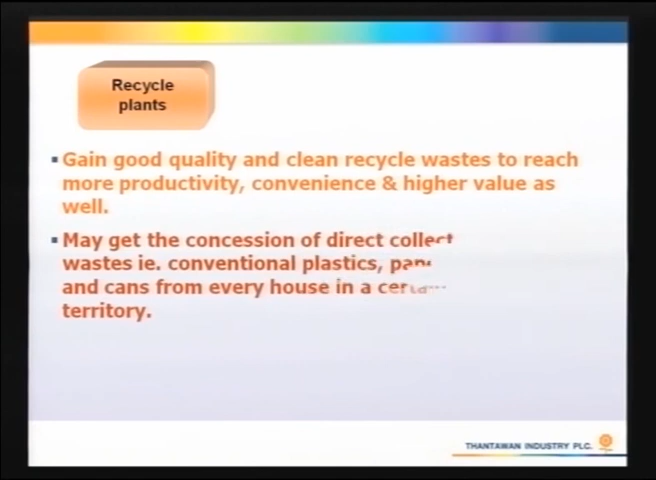 Recycle
plants
Gain good quality and clean recycle wastes to reach
more productivity, convenience & higher value as
well.
May get the concession of direct collect
wastes ie. conventional plastics,
and cans from every house in a
territory.
THANTAWAN INDUSTRY PLC.